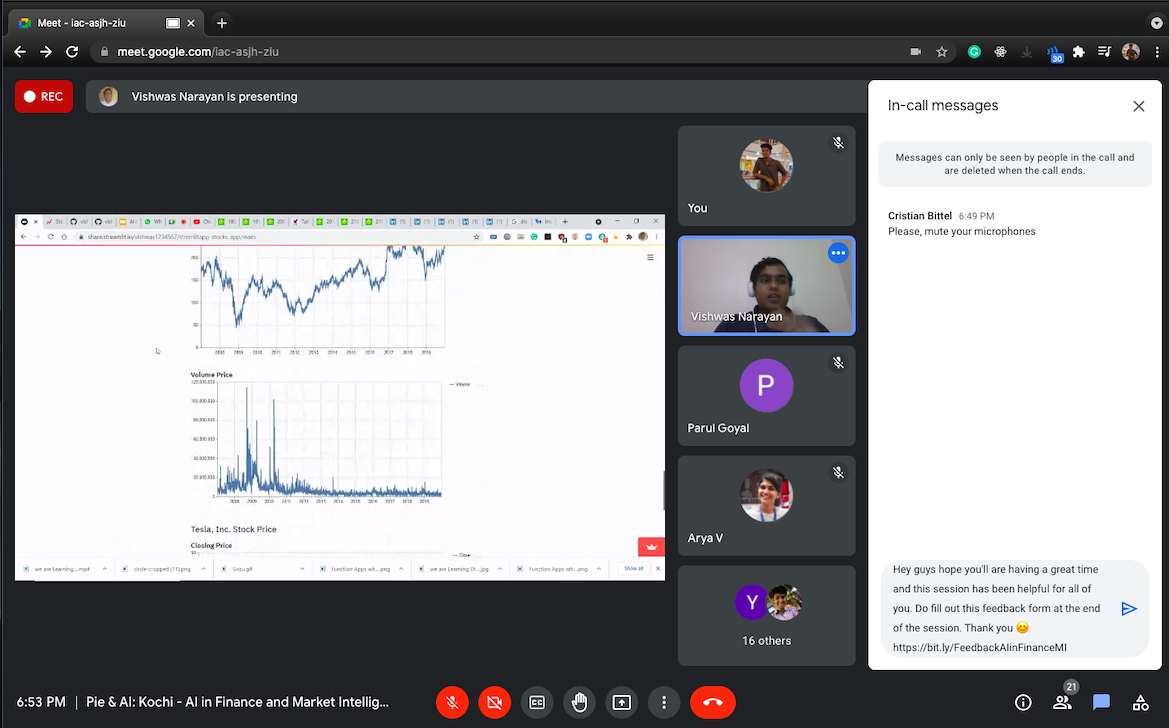 Meet - iac-asjh-ziu
meet.google.com/iac-asjh-ziu
30
REC
Vishwas Narayan is presenting
share.streamlit.io/vishwas1234567/streamlitapp-stocks.app/main
200
150
100
50
0
2008 2009 2010 2011 2012 2013 2014 2015 2016 2017 2018 2019
Volume Price
120,000,000
100,000,000
80,000,000
60,000,000
40,000,000
20,000,000
0
Volume
2008 2009 2010 2011 2012 2013 2014 2015 2016 2017 2018 2019
Tesla, Inc. Stock Price
Closing Price
Close
we are Learning....mp4
circle-cropped (11).png
Function Apps wit....png
we are Learning Di....jpg
Function Apps wit....png
Show all
You
Vishwas Narayan
P
Parul Goyal
Arya V
Y
16 others
In-call messages
Messages can only be seen by people in the call and
are deleted when the call ends.
Cristian Bittel 6:49 PM
Please, mute your microphones
Hey guys hope you'll are having a great time
and this session has been helpful for all of
you. Do fill out this feedback form at the end
of the session. Thank you 😊
https://bit.ly/FeedbackAIinFinanceMI
6:53 PM | Pie & AI: Kochi - AI in Finance and Market Intellig...
CC
21